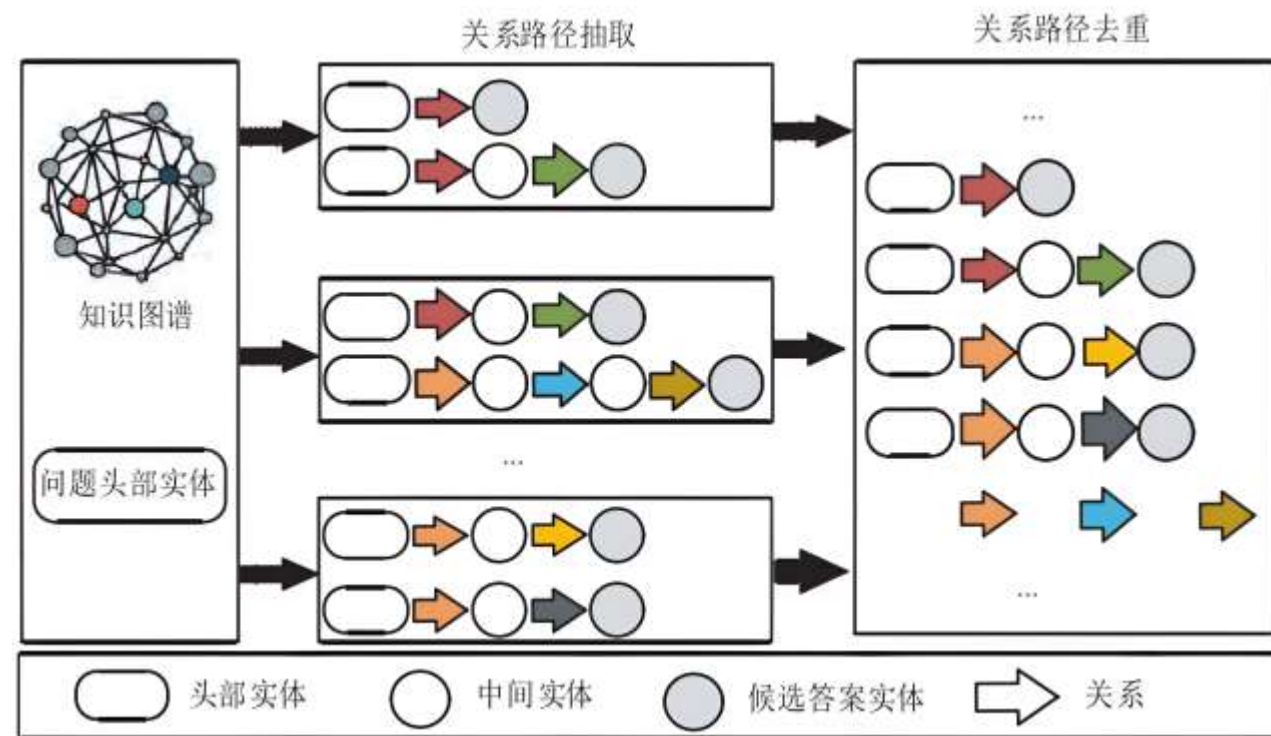 关系路径抽取
关系路径去重
...
知识图谱
...
问题头部实体
...
头部实体
中间实体
候选答案实体
关系